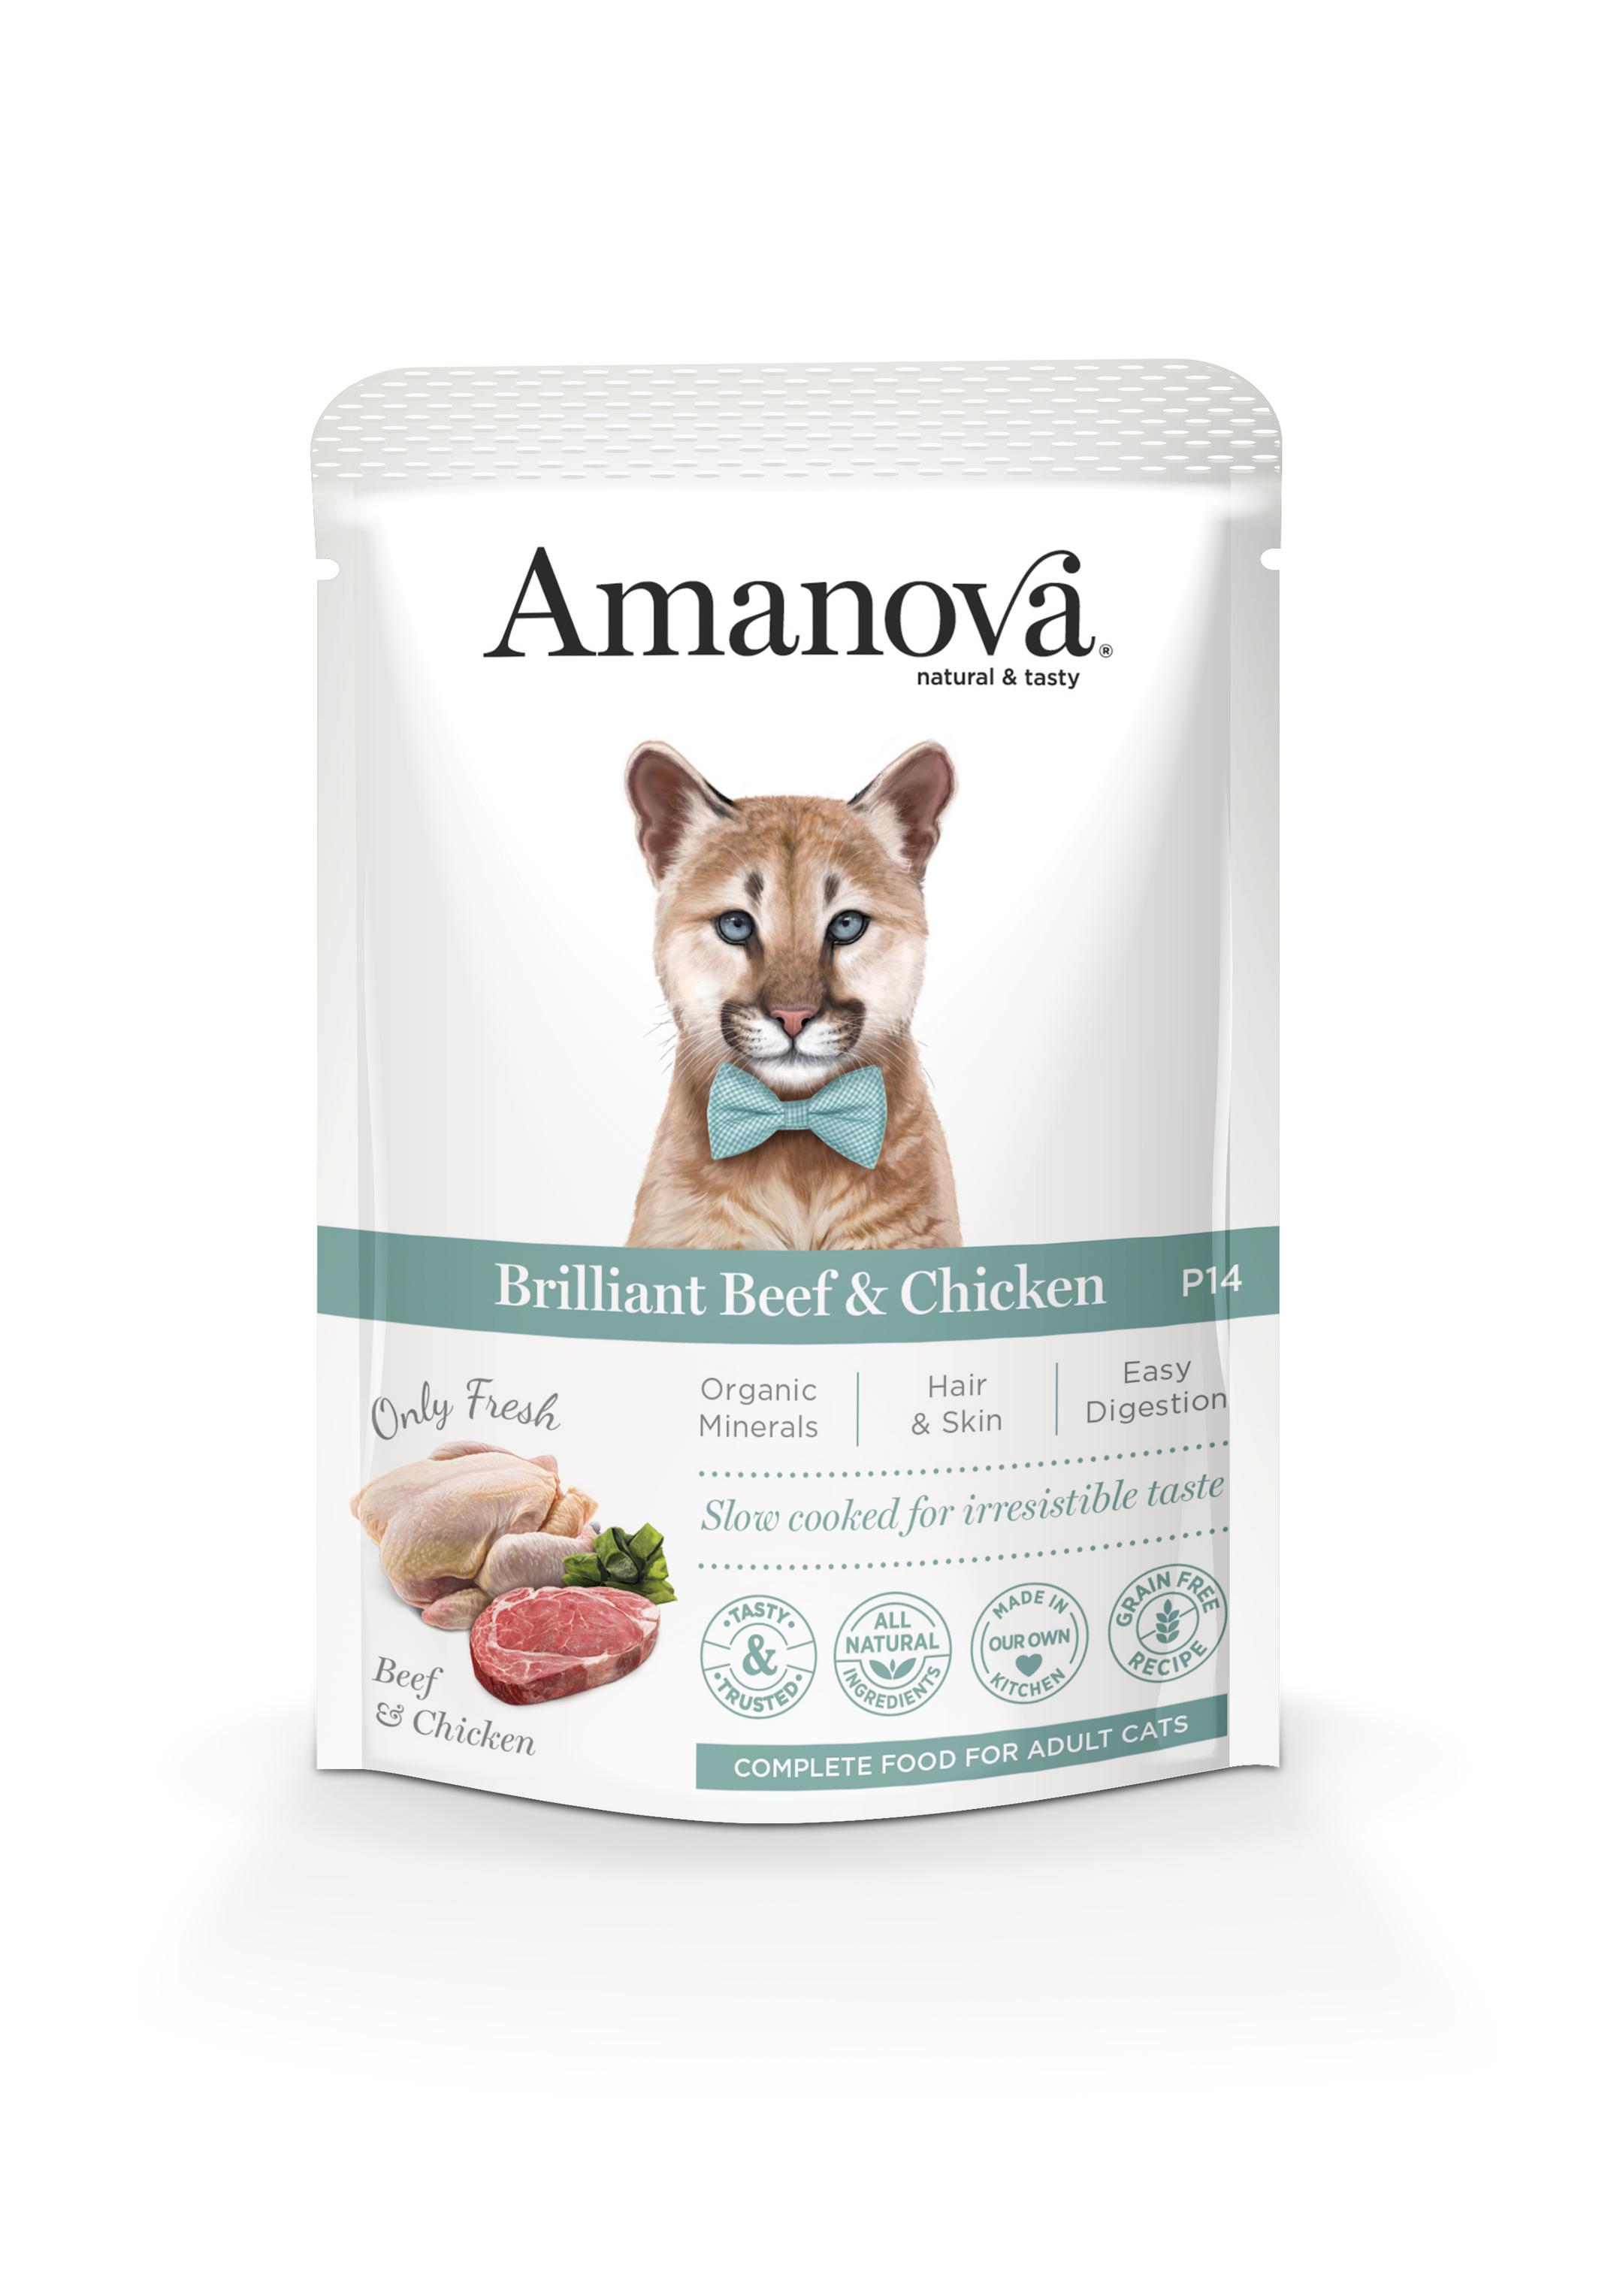 Amanova®
natural & tasty
Brilliant Beef & Chicken
P14
Only Fresh
Beef
& Chicken
Organic
Minerals
Hair
& Skin
Easy
Digestion
Slow cooked for irresistible taste
TASTY
&
TRUSTED
ALL
NATURAL
INGREDIENTS
MADE IN
OUR OWN
KITCHEN
GRAIN FREE
RECIPE
COMPLETE FOOD FOR ADULT CATS